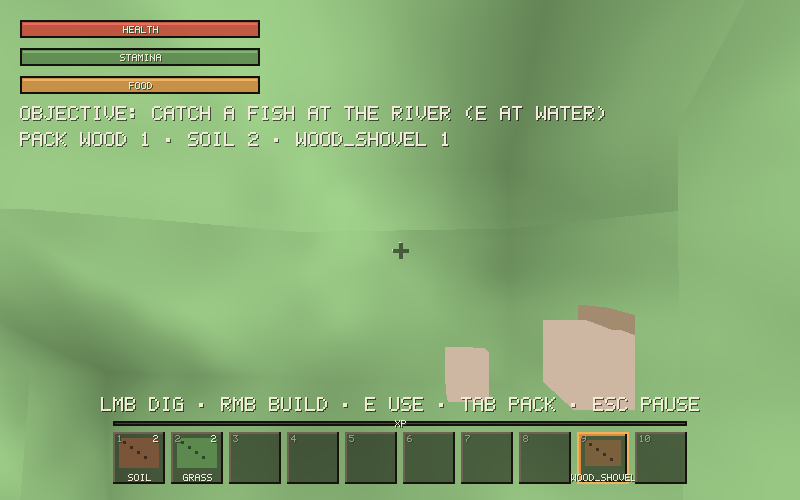 HEALTH
STAMINA
FOOD
OBJECTIVE: CATCH A FISH AT THE RIVER (E AT WATER)
PACK WOOD 1 · SOIL 2 · WOOD_SHOVEL 1
LMB DIG · RMB BUILD · E USE · TAB PACK · ESC PAUSE
XP
1 2 2 2 3 4 5 6 7 8 9 10
SOIL GRASS WOOD_SHOVEL